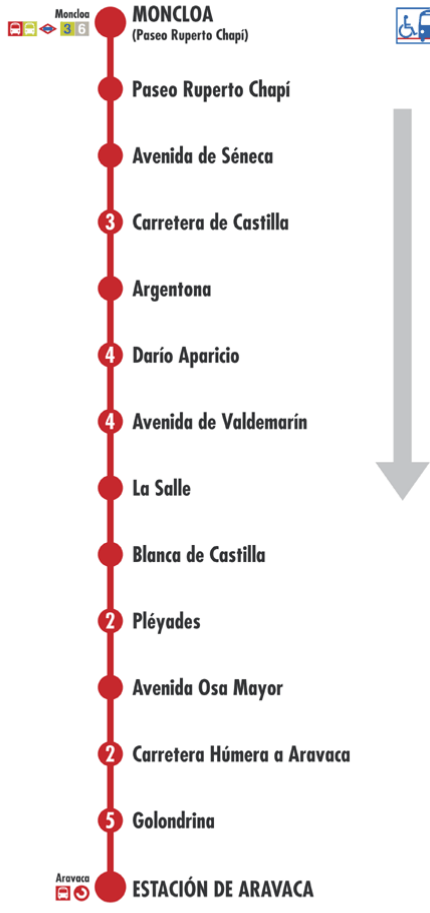 Moncloa
3 6
MONCLOA
(Paseo Ruperto Chapí)
Paseo Ruperto Chapí
Avenida de Séneca
3 Carretera de Castilla
Argentona
4 Darío Aparicio
4 Avenida de Valdemarín
La Salle
Blanca de Castilla
2 Pléyades
Avenida Osa Mayor
2 Carretera Húmera a Aravaca
5 Golondrina
Aravaca
ESTACIÓN DE ARAVACA